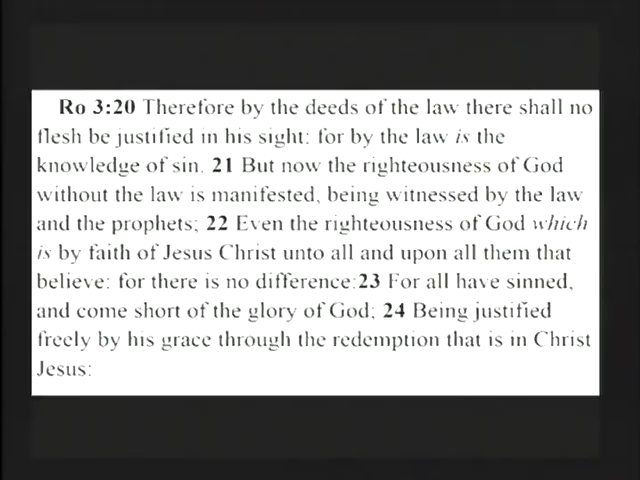 Ro 3:20 Therefore by the deeds of the law there shall no
flesh be justified in his sight: for by the law is the
knowledge of sin. 21 But now the righteousness of God
without the law is manifested, being witnessed by the law
and the prophets; 22 Even the righteousness of God which
is by faith of Jesus Christ unto all and upon all them that
believe: for there is no difference:23 For all have sinned,
and come short of the glory of God; 24 Being justified
freely by his grace through the redemption that is in Christ
Jesus: